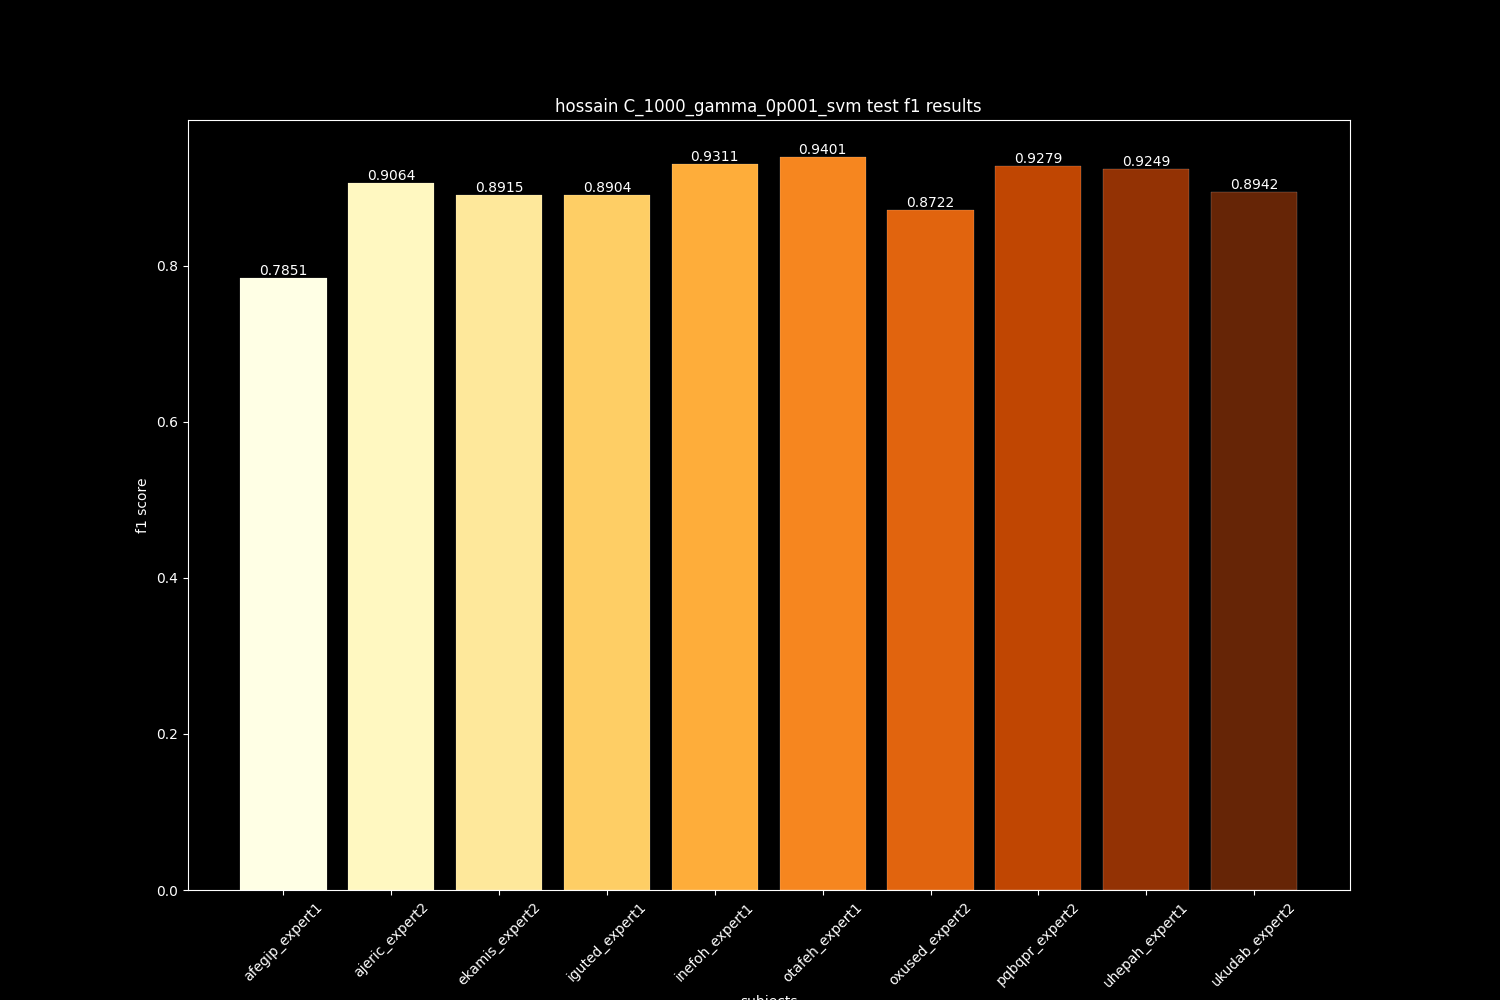 hossain C_1000_gamma_0p001_svm test f1 results
0.7851
0.9064
0.8915
0.8904
0.9311
0.9401
0.8722
0.9279
0.9249
0.8942
f1 score
0.8
0.6
0.4
0.2
0.0
afegip_expert1
ajeric_expert2
ekamis_expert2
iguted_expert1
inefoh_expert1
otafeh_expert1
oxused_expert2
pqbqpr_expert2
uhepah_expert1
ukudab_expert2
subjects